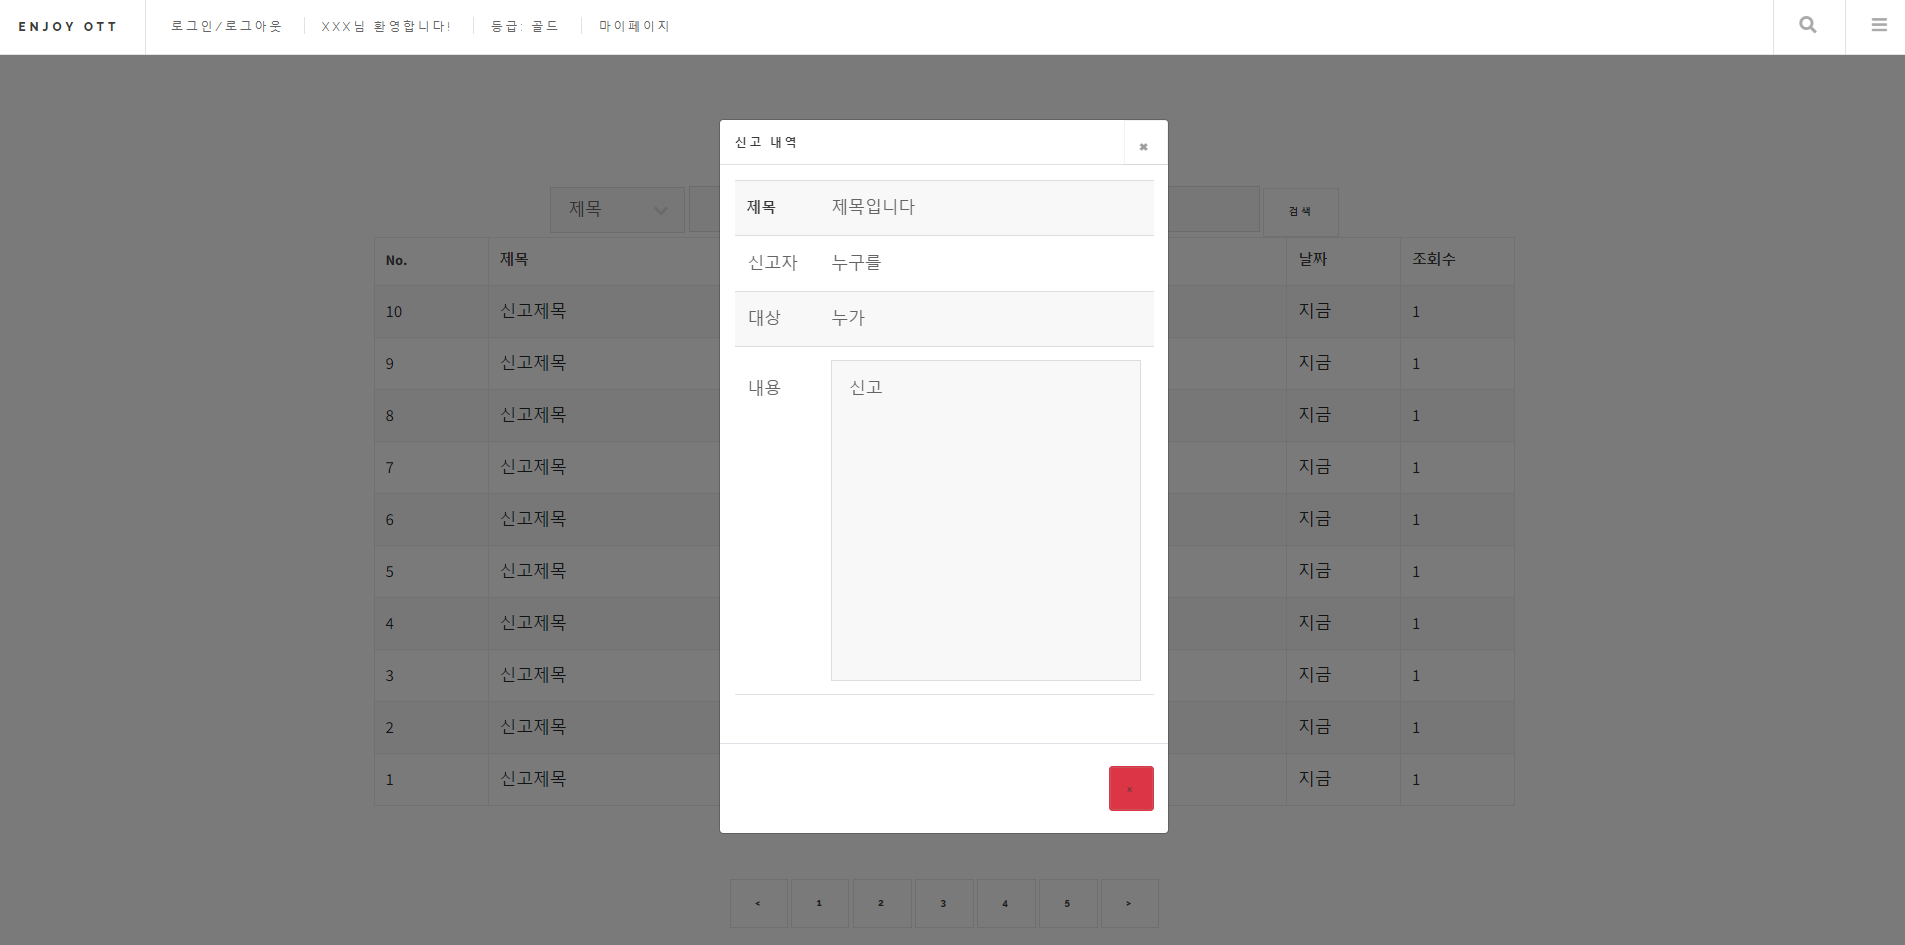 ENJOY OTT 로그인/로그아웃 XXX님 환영합니다! 등급: 골드 마이페이지
신고 내역 ×
제목 제목입니다
신고자 누구를
대상 누가
내용 신고
×
제목 검색
No. 제목 날짜 조회수
10 신고제목 지금 1
9 신고제목 지금 1
8 신고제목 지금 1
7 신고제목 지금 1
6 신고제목 지금 1
5 신고제목 지금 1
4 신고제목 지금 1
3 신고제목 지금 1
2 신고제목 지금 1
1 신고제목 지금 1
< 1 2 3 4 5 >